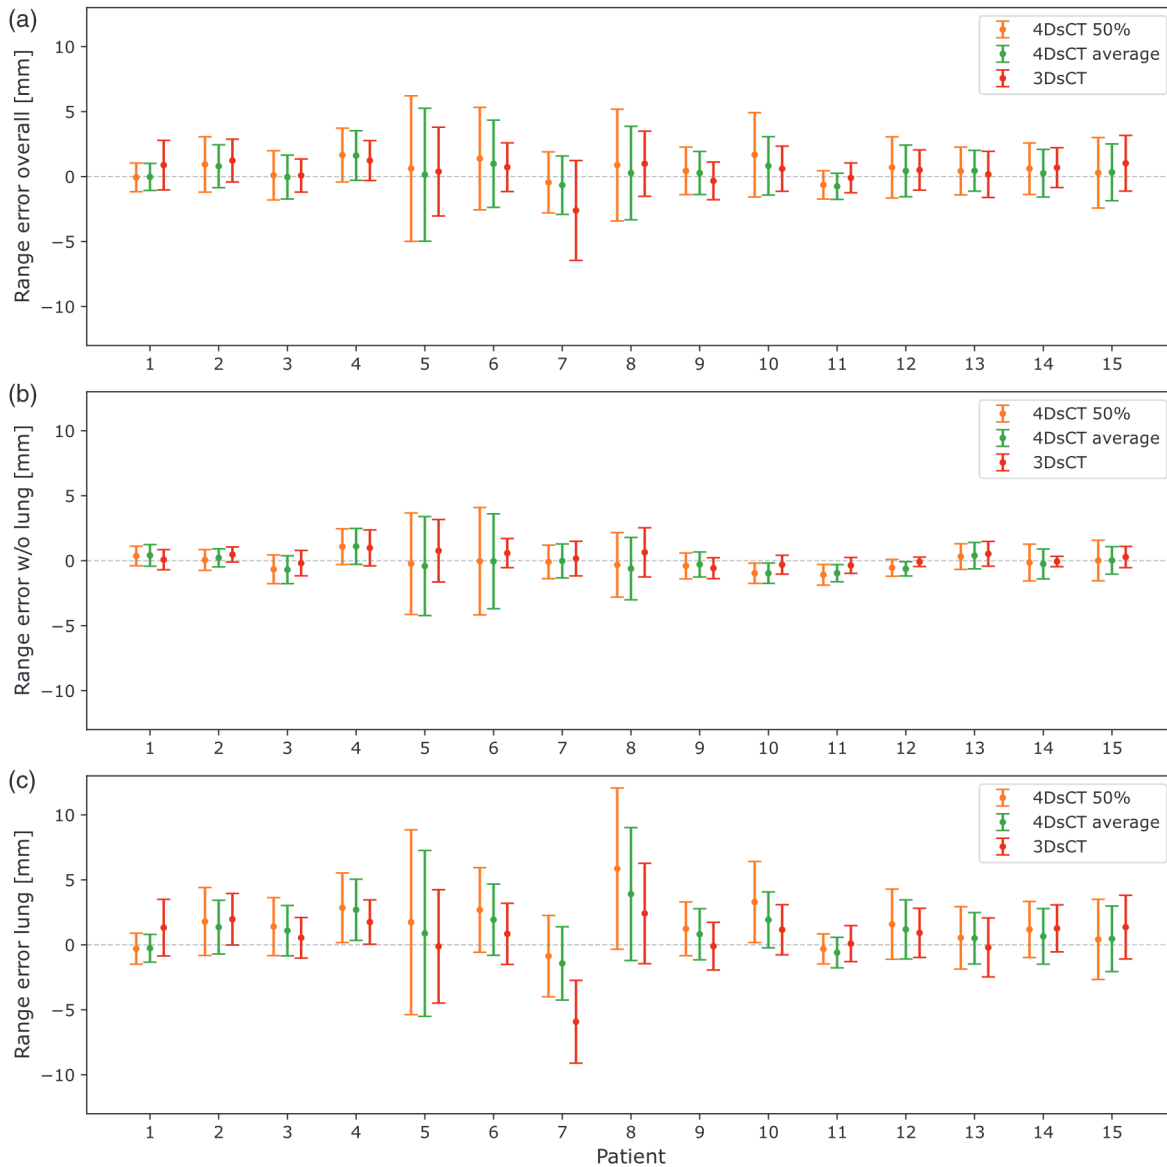 (a)
Range error overall [mm]
10
5
0
−5
−10
4DsCT 50%
4DsCT average
3DsCT
1 2 3 4 5 6 7 8 9 10 11 12 13 14 15
(b)
Range error w/o lung [mm]
10
5
0
−5
−10
4DsCT 50%
4DsCT average
3DsCT
1 2 3 4 5 6 7 8 9 10 11 12 13 14 15
(c)
Range error lung [mm]
10
5
0
−5
−10
4DsCT 50%
4DsCT average
3DsCT
1 2 3 4 5 6 7 8 9 10 11 12 13 14 15
Patient